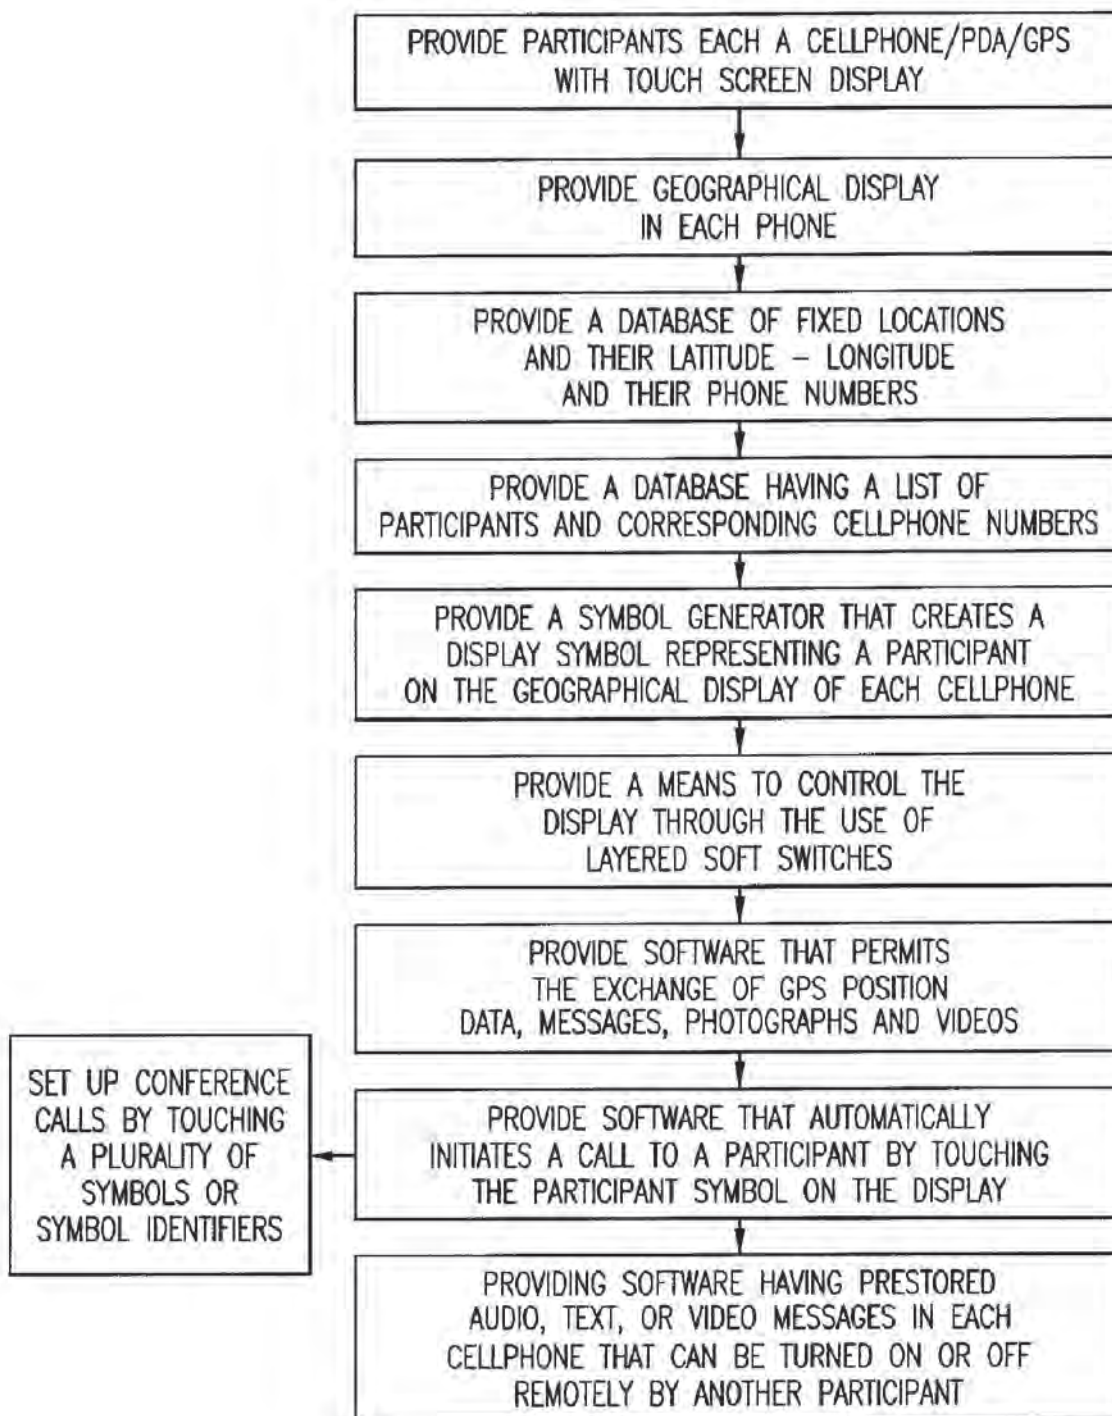 PROVIDE PARTICIPANTS EACH A CELLPHONE/PDA/GPS
WITH TOUCH SCREEN DISPLAY
PROVIDE GEOGRAPHICAL DISPLAY
IN EACH PHONE
PROVIDE A DATABASE OF FIXED LOCATIONS
AND THEIR LATITUDE – LONGITUDE
AND THEIR PHONE NUMBERS
PROVIDE A DATABASE HAVING A LIST OF
PARTICIPANTS AND CORRESPONDING CELLPHONE NUMBERS
PROVIDE A SYMBOL GENERATOR THAT CREATES A
DISPLAY SYMBOL REPRESENTING A PARTICIPANT
ON THE GEOGRAPHICAL DISPLAY OF EACH CELLPHONE
PROVIDE A MEANS TO CONTROL THE
DISPLAY THROUGH THE USE OF
LAYERED SOFT SWITCHES
PROVIDE SOFTWARE THAT PERMITS
THE EXCHANGE OF GPS POSITION
DATA, MESSAGES, PHOTOGRAPHS AND VIDEOS
PROVIDE SOFTWARE THAT AUTOMATICALLY
INITIATES A CALL TO A PARTICIPANT BY TOUCHING
THE PARTICIPANT SYMBOL ON THE DISPLAY
SET UP CONFERENCE
CALLS BY TOUCHING
A PLURALITY OF
SYMBOLS OR
SYMBOL IDENTIFIERS
PROVIDING SOFTWARE HAVING PRESTORED
AUDIO, TEXT, OR VIDEO MESSAGES IN EACH
CELLPHONE THAT CAN BE TURNED ON OR OFF
REMOTELY BY ANOTHER PARTICIPANT